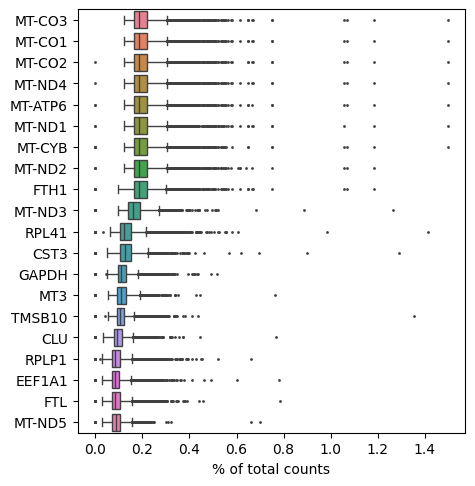 MT-CO3
MT-CO1
MT-CO2
MT-ND4
MT-ATP6
MT-ND1
MT-CYB
MT-ND2
FTH1
MT-ND3
RPL41
CST3
GAPDH
MT3
TMSB10
CLU
RPLP1
EEF1A1
FTL
MT-ND5
0.0 0.2 0.4 0.6 0.8 1.0 1.2 1.4
% of total counts